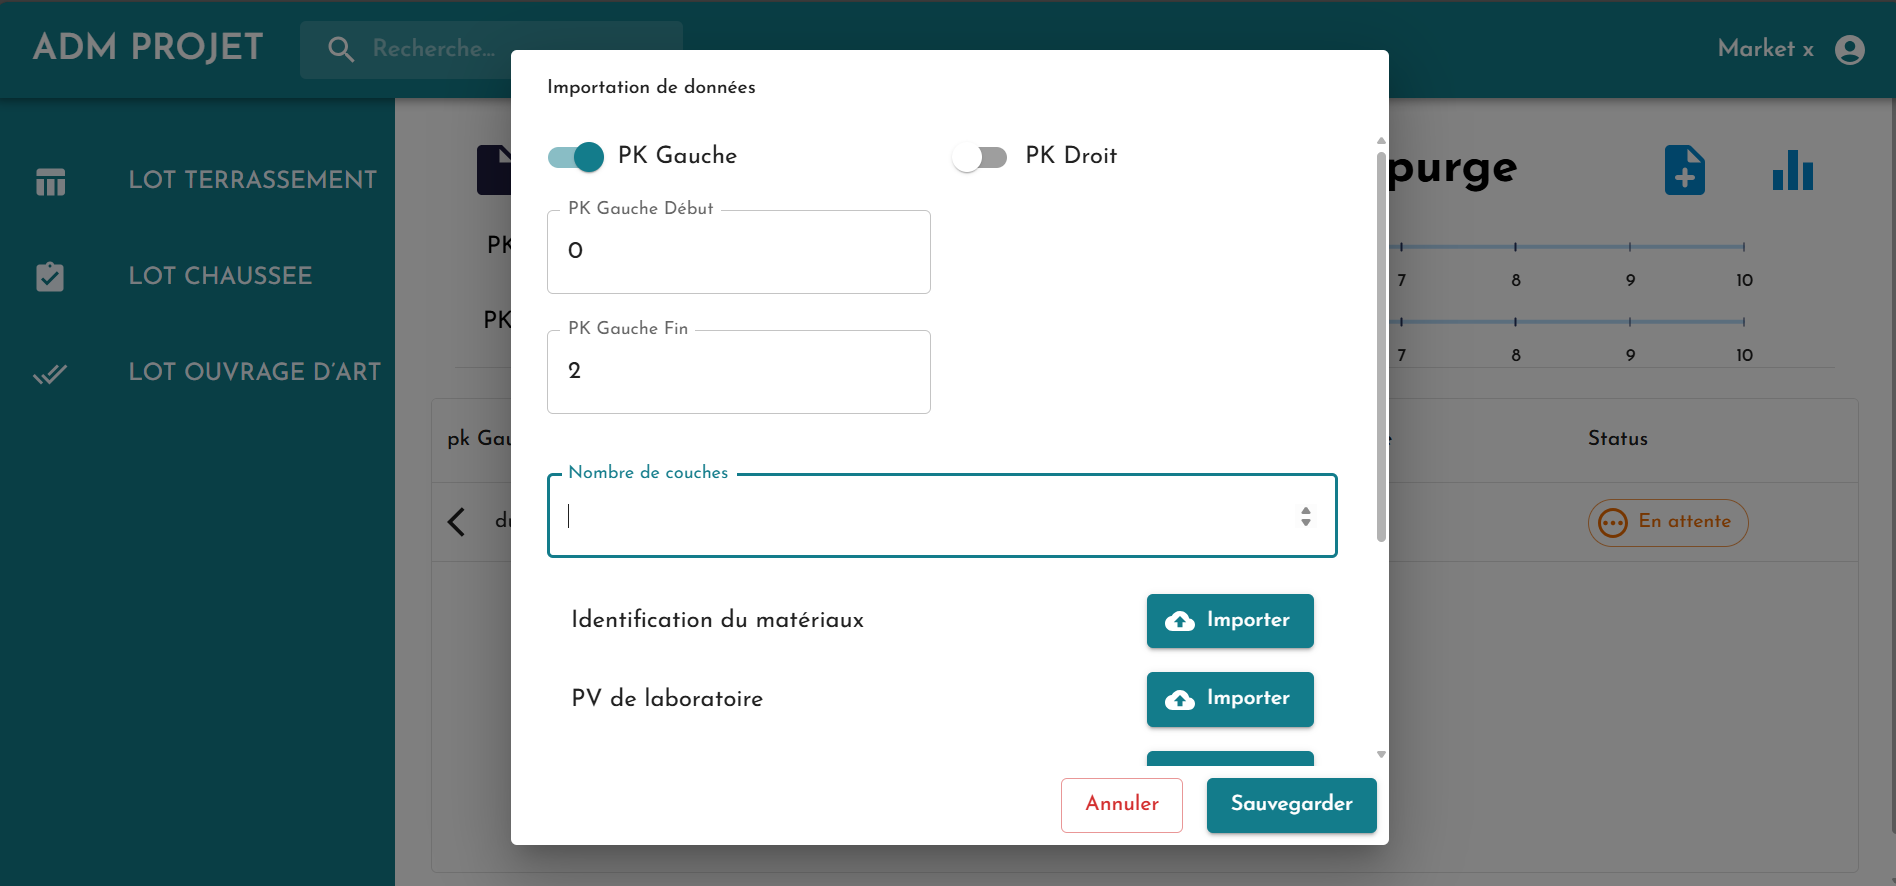 ADM PROJET
Recherche...
Market x
LOT TERRASSEMENT
LOT CHAUSSEE
LOT OUVRAGE D'ART
Importation de données
PK Gauche
PK Droit
PK Gauche Début
0
PK Gauche Fin
2
Nombre de couches
Identification du matériaux
Importer
PV de laboratoire
Importer
Annuler
Sauvegarder
purge
PK
7 8 9 10
PK
7 8 9 10
pk Gau
Status
En attente